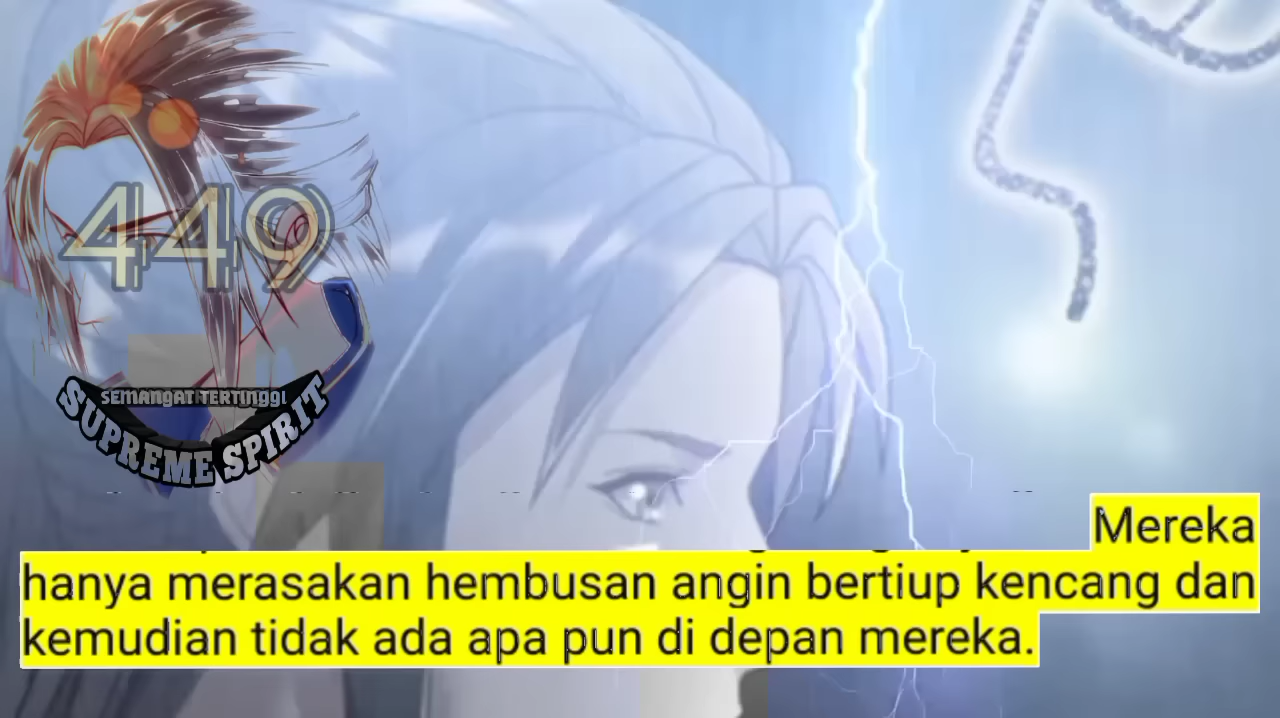 449
SEMANGAT TERTINGGI
SUPREME SPIRIT
Mereka
hanya merasakan hembusan angin bertiup kencang dan
kemudian tidak ada apa pun di depan mereka.